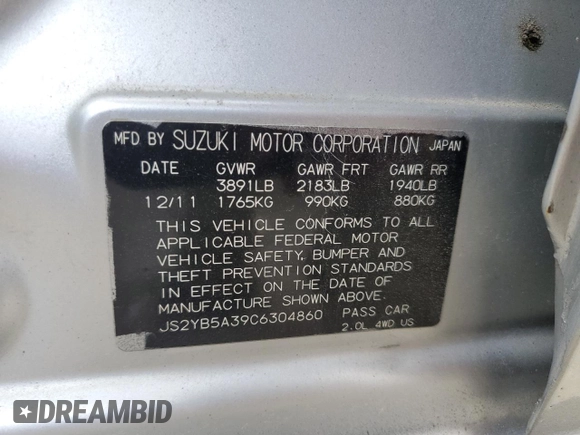 MFD BY SUZUKI MOTOR CORPORATION JAPAN
DATE GVWR GAWR FRT GAWR RR
3891LB 2183LB 1940LB
12/11 1765KG 990KG 880KG
THIS VEHICLE CONFORMS TO ALL
APPLICABLE FEDERAL MOTOR
VEHICLE SAFETY, BUMPER AND
THEFT PREVENTION STANDARDS
IN EFFECT ON THE DATE OF
MANUFACTURE SHOWN ABOVE.
JS2YB5A39C6304860 PASS CAR
2.0L 4WD US
DREAMBID